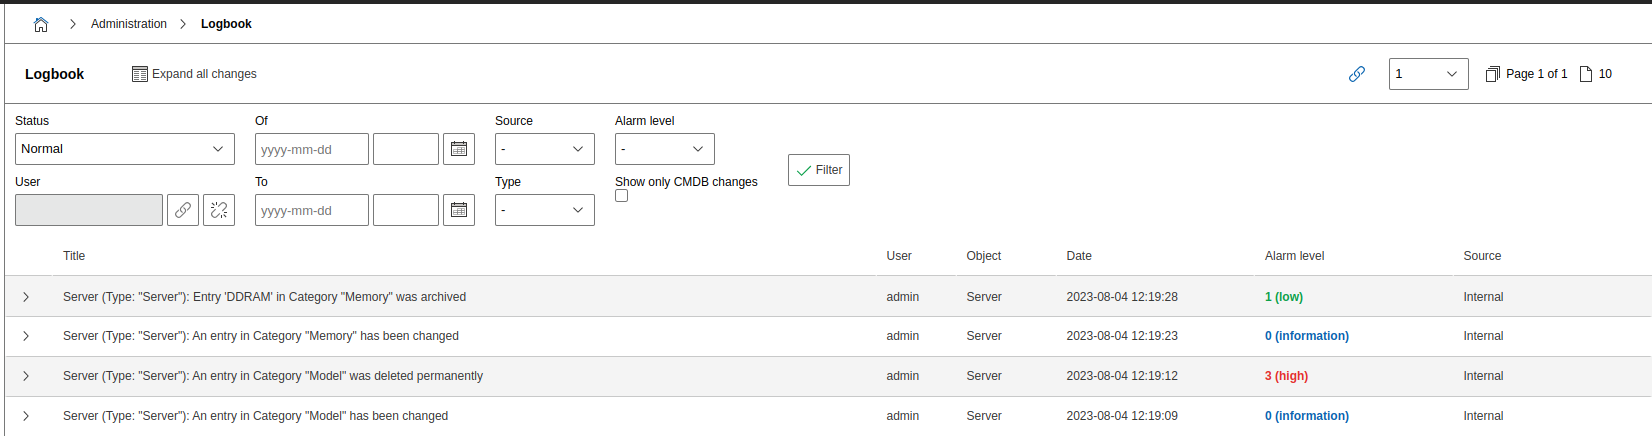 Administration Logbook
Logbook Expand all changes 1 Page 1 of 1 10
Status Of Source Alarm level
Normal yyyy-mm-dd - -
Filter
User To Type Show only CMDB changes
yyyy-mm-dd -
Title User Object Date Alarm level Source
Server (Type: "Server"): Entry 'DDRAM' in Category "Memory" was archived admin Server 2023-08-04 12:19:28 1 (low) Internal
Server (Type: "Server"): An entry in Category "Memory" has been changed admin Server 2023-08-04 12:19:23 0 (information) Internal
Server (Type: "Server"): An entry in Category "Model" was deleted permanently admin Server 2023-08-04 12:19:12 3 (high) Internal
Server (Type: "Server"): An entry in Category "Model" has been changed admin Server 2023-08-04 12:19:09 0 (information) Internal